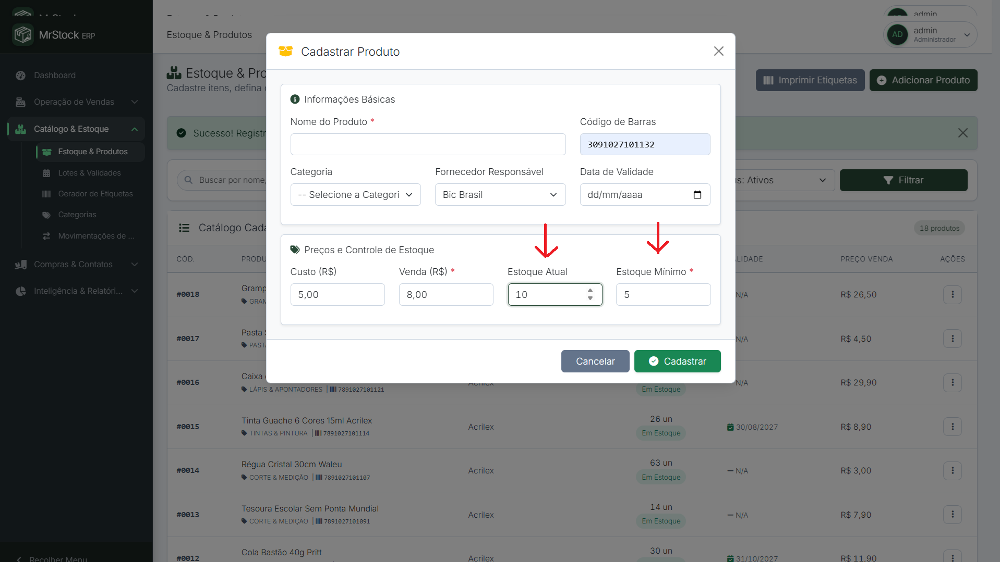 MrStock ERP
Estoque & Produtos
admin
AD
admin
Administrador
Dashboard
Operação de Vendas
Catálogo & Estoque
Estoque & Produtos
Lotes & Validades
Gerador de Etiquetas
Categorias
Movimentações de ...
Compras & Contatos
Inteligência & Relatóri...
Recolher Menu
Estoque & Pro
Cadastre itens, defina
Imprimir Etiquetas
Adicionar Produto
Sucesso! Registr
Buscar por nome,
us: Ativos
Filtrar
Catálogo Cada
18 produtos
Cadastrar Produto
Informações Básicas
Nome do Produto *
Código de Barras
3091027101132
Categoria
Fornecedor Responsável
Data de Validade
-- Selecione a Categori
Bic Brasil
dd/mm/aaaa
Preços e Controle de Estoque
Custo (R$)
Venda (R$) *
Estoque Atual
Estoque Mínimo *
5,00
8,00
10
5
Cancelar
Cadastrar
CÓD.
PRODU
LIDADE
PREÇO VENDA
AÇÕES
#0018
Gramp
GRAM
N/A
R$ 26,50
#0017
Pasta
PAST
N/A
R$ 4,50
#0016
Caixa
LÁPIS & APONTADORES | 7891027101121
Acrilex
Em Estoque
N/A
R$ 29,90
#0015
Tinta Guache 6 Cores 15ml Acrilex
TINTAS & PINTURA | 7891027101114
Acrilex
26 un
Em Estoque
30/08/2027
R$ 8,90
#0014
Régua Cristal 30cm Waleu
CORTE & MEDIÇÃO | 7891027101107
Acrilex
63 un
Em Estoque
— N/A
R$ 3,00
#0013
Tesoura Escolar Sem Ponta Mundial
CORTE & MEDIÇÃO | 7891027101091
Acrilex
14 un
Em Estoque
— N/A
R$ 7,90
#0012
Cola Bastão 40g Pritt
Acrilex
30 un
31/10/2027
R$ 11,90